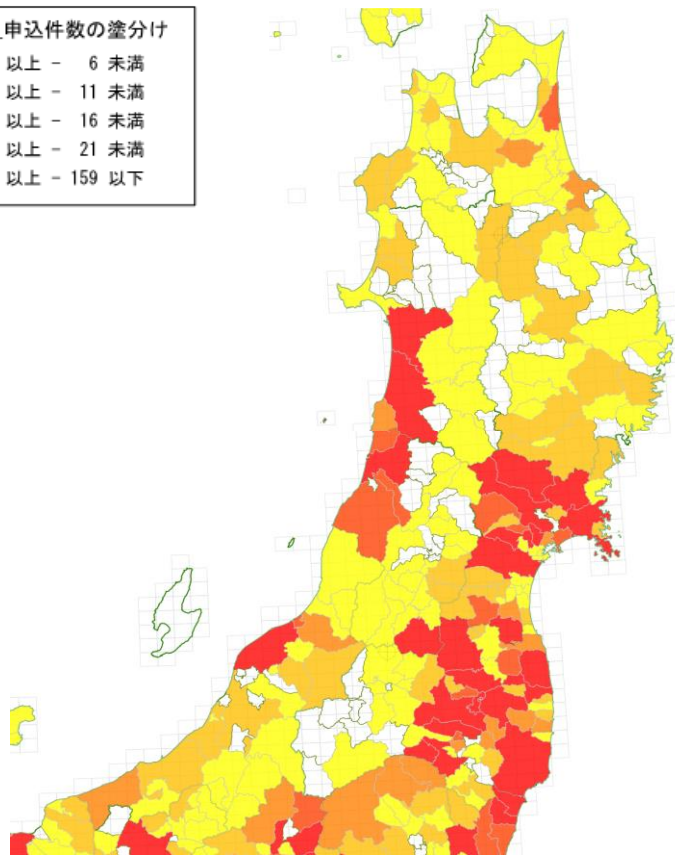 申込件数の塗分け
以上 - 6 未満
以上 - 11 未満
以上 - 16 未満
以上 - 21 未満
以上 - 159 以下